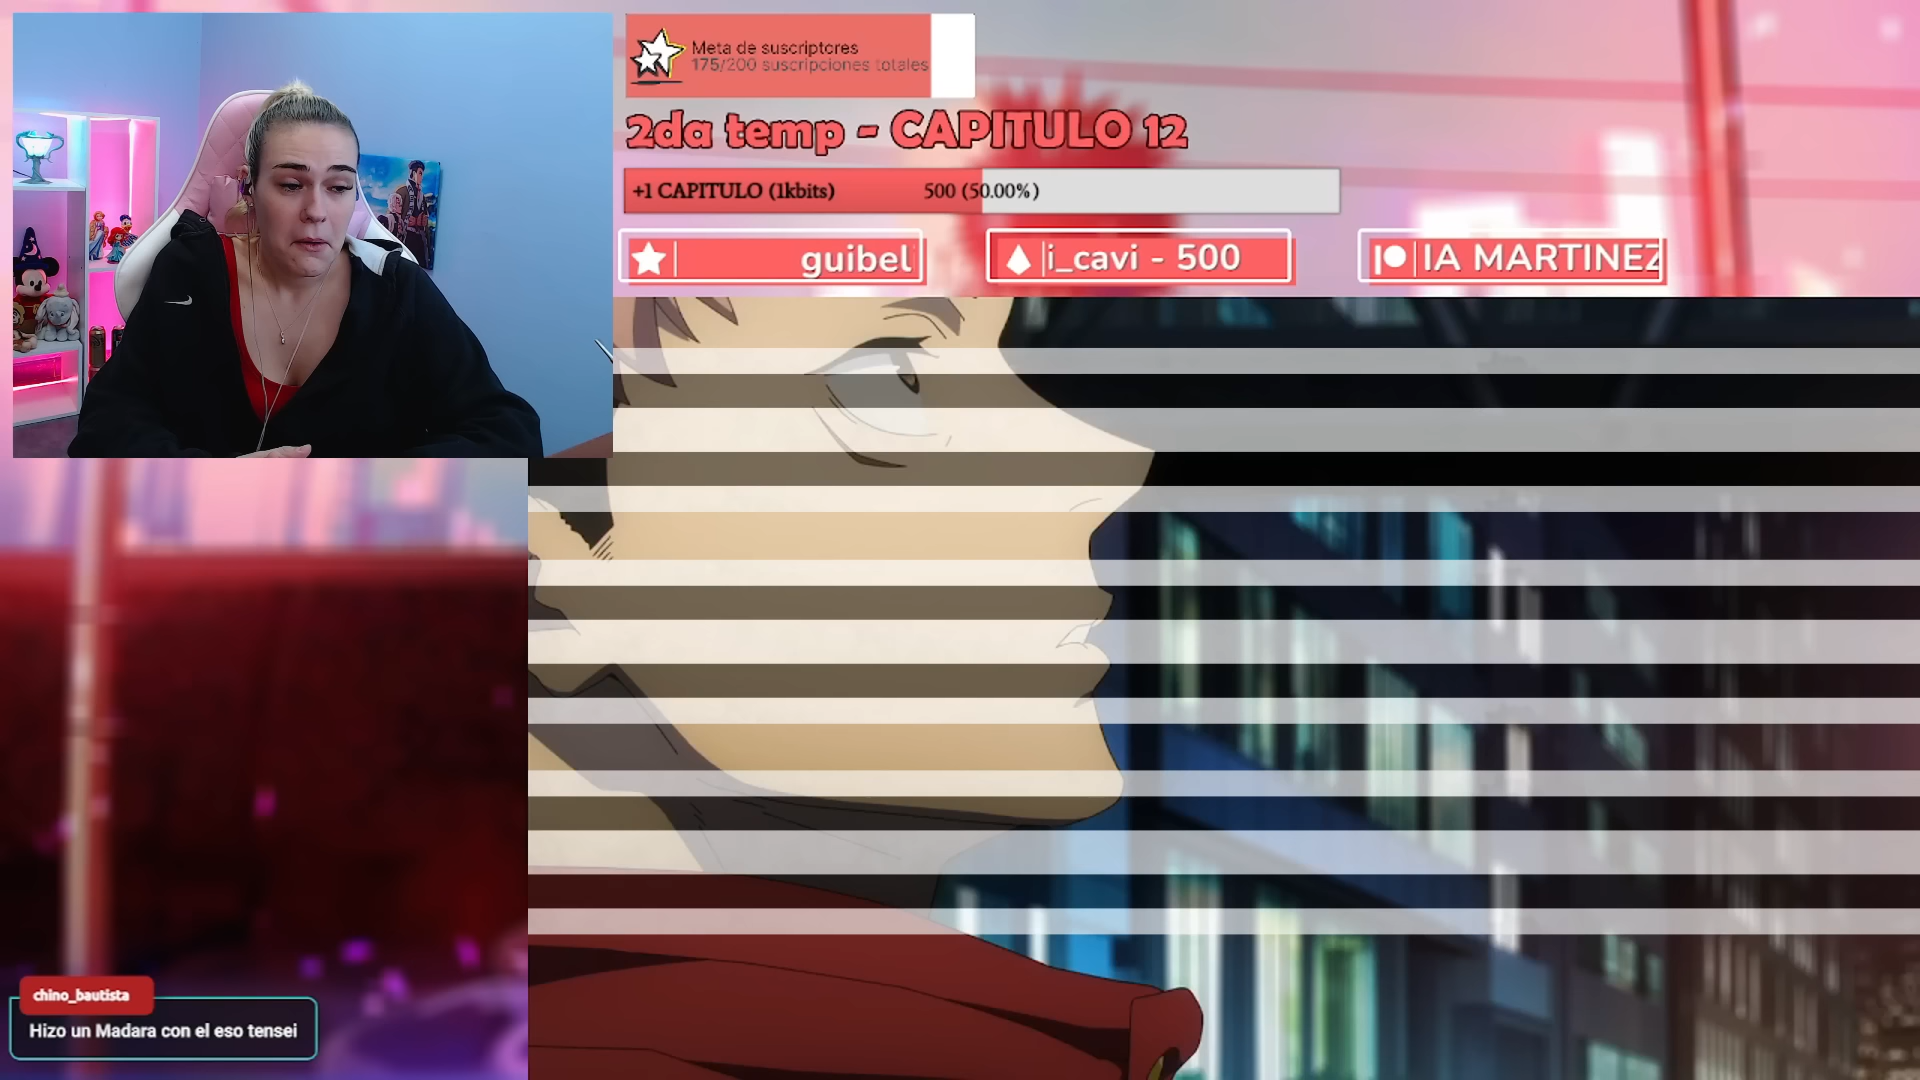 Meta de suscriptores
175/200 suscripciones totales
2da temp - CAPITULO 12
+1 CAPITULO (1kbits) 500 (50.00%)
guibel
i_cavi - 500
IA MARTINEZ
chino_bautista
Hizo un Madara con el eso tensei